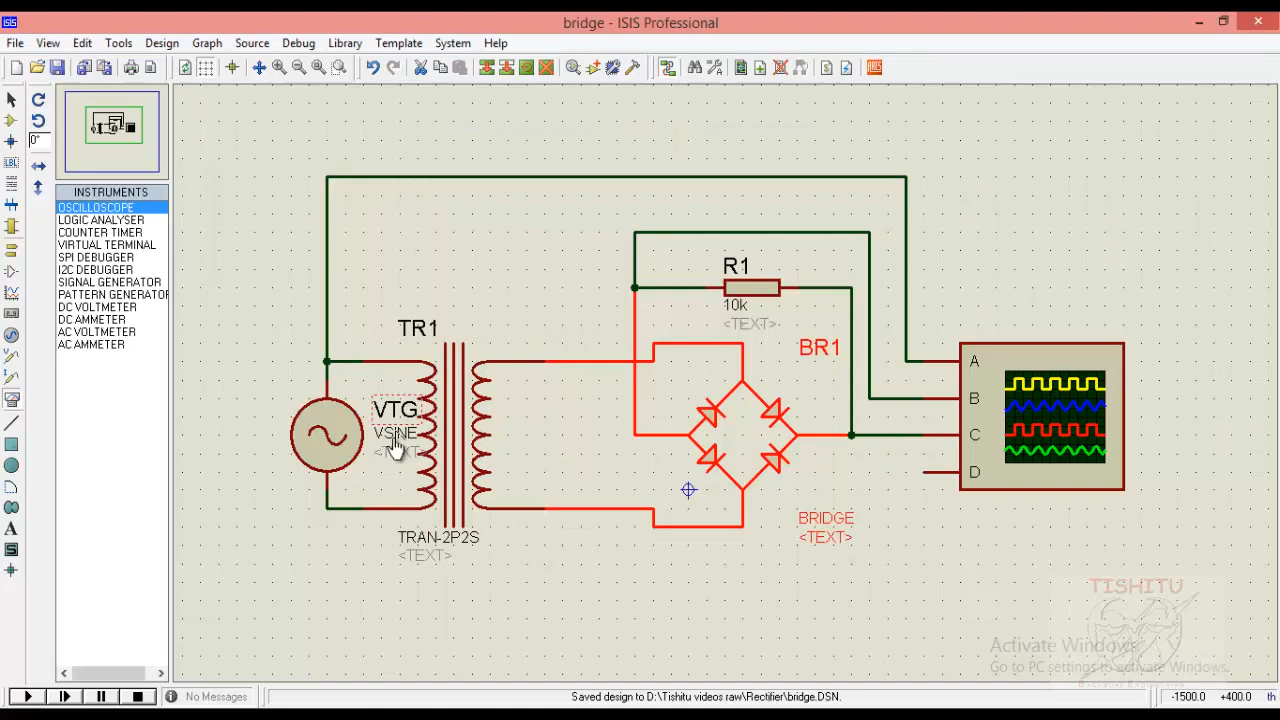 ISIS
bridge - ISIS Professional
File View Edit Tools Design Graph Source Debug Library Template System Help
LBL
0°
INSTRUMENTS
OSCILLOSCOPE
LOGIC ANALYSER
COUNTER TIMER
VIRTUAL TERMINAL
SPI DEBUGGER
I2C DEBUGGER
SIGNAL GENERATOR
PATTERN GENERATOR
DC VOLTMETER
DC AMMETER
AC VOLTMETER
AC AMMETER
R1
10k
<TEXT>
TR1
TRAN-2P2S
<TEXT>
VTG
VSINE
BR1
BRIDGE
<TEXT>
A
B
C
D
TISHITU
Activate Windows
Go to PC settings to activate Windows.
No Messages
Saved design to D:\Tishitu videos raw\Rectifier\bridge.DSN.
-1500.0 +400.0 th